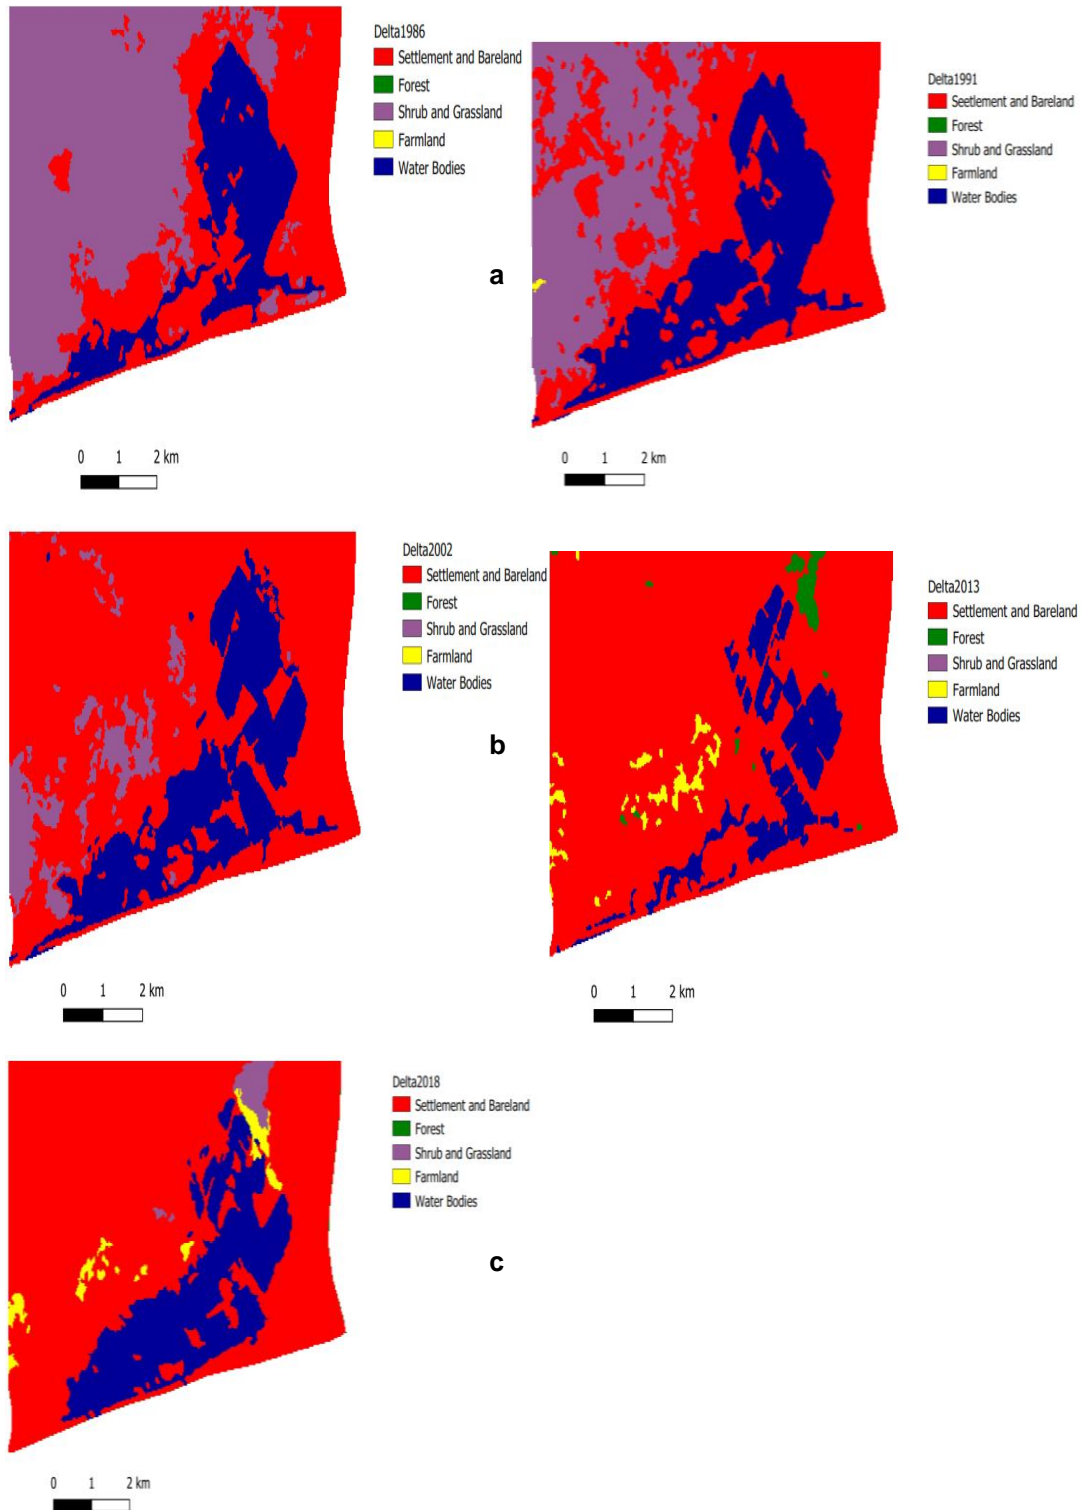 Delta1986
Settlement and Bareland
Forest
Shrub and Grassland
Farmland
Water Bodies
0 1 2 km
a
Delta1991
Seetlement and Bareland
Forest
Shrub and Grassland
Farmland
Water Bodies
0 1 2 km
Delta2002
Settlement and Bareland
Forest
Shrub and Grassland
Farmland
Water Bodies
0 1 2 km
b
Delta2013
Settlement and Bareland
Forest
Shrub and Grassland
Farmland
Water Bodies
0 1 2 km
Delta2018
Settlement and Bareland
Forest
Shrub and Grassland
Farmland
Water Bodies
c
0 1 2 km